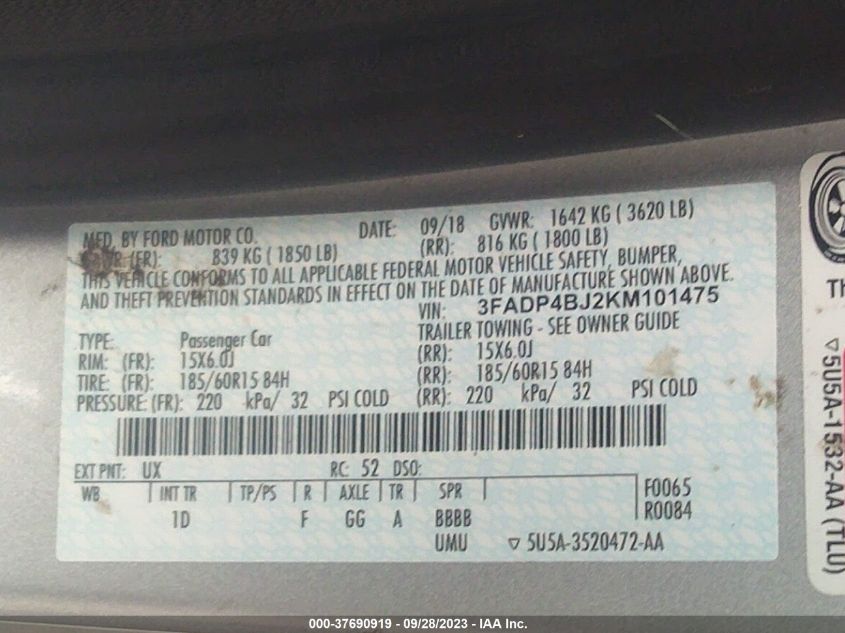 MFD. BY FORD MOTOR CO. DATE: 09/18 GVWR: 1642 KG ( 3620 LB)
(FR): 839 KG ( 1850 LB) (RR): 816 KG ( 1800 LB)
THIS VEHICLE CONFORMS TO ALL APPLICABLE FEDERAL MOTOR VEHICLE SAFETY, BUMPER,
AND THEFT PREVENTION STANDARDS IN EFFECT ON THE DATE OF MANUFACTURE SHOWN ABOVE.
VIN: 3FADP4BJ2KM101475
TYPE: Passenger Car TRAILER TOWING - SEE OWNER GUIDE
RIM: (FR): 15X6.0J (RR): 15X6.0J
TIRE: (FR): 185/60R15 84H (RR): 185/60R15 84H
PRESSURE: (FR): 220 kPa/ 32 PSI COLD (RR): 220 kPa/ 32 PSI COLD
EXT PNT: UX RC: 52 DSO:
WB INT TR TP/PS R AXLE TR SPR F0065
1D F GG A BBBB R0084
UMU ▽ 5U5A-3520472-AA
TH
▽5U5A-1532-AA (TLU)
000-37690919 - 09/28/2023 - IAA Inc.